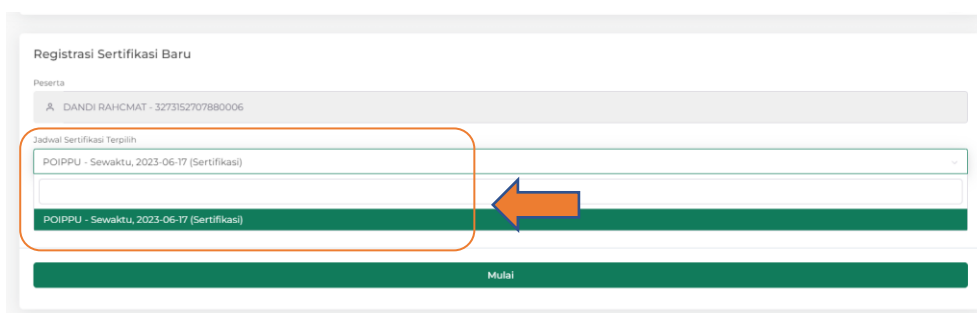 Registrasi Sertifikasi Baru
Peserta
DANDI RAHCMAT - 3273152707880006
Jadwal Sertifikasi Terpilih
POIPPU - Sewaktu, 2023-06-17 (Sertifikasi)
POIPPU - Sewaktu, 2023-06-17 (Sertifikasi)
Mulai